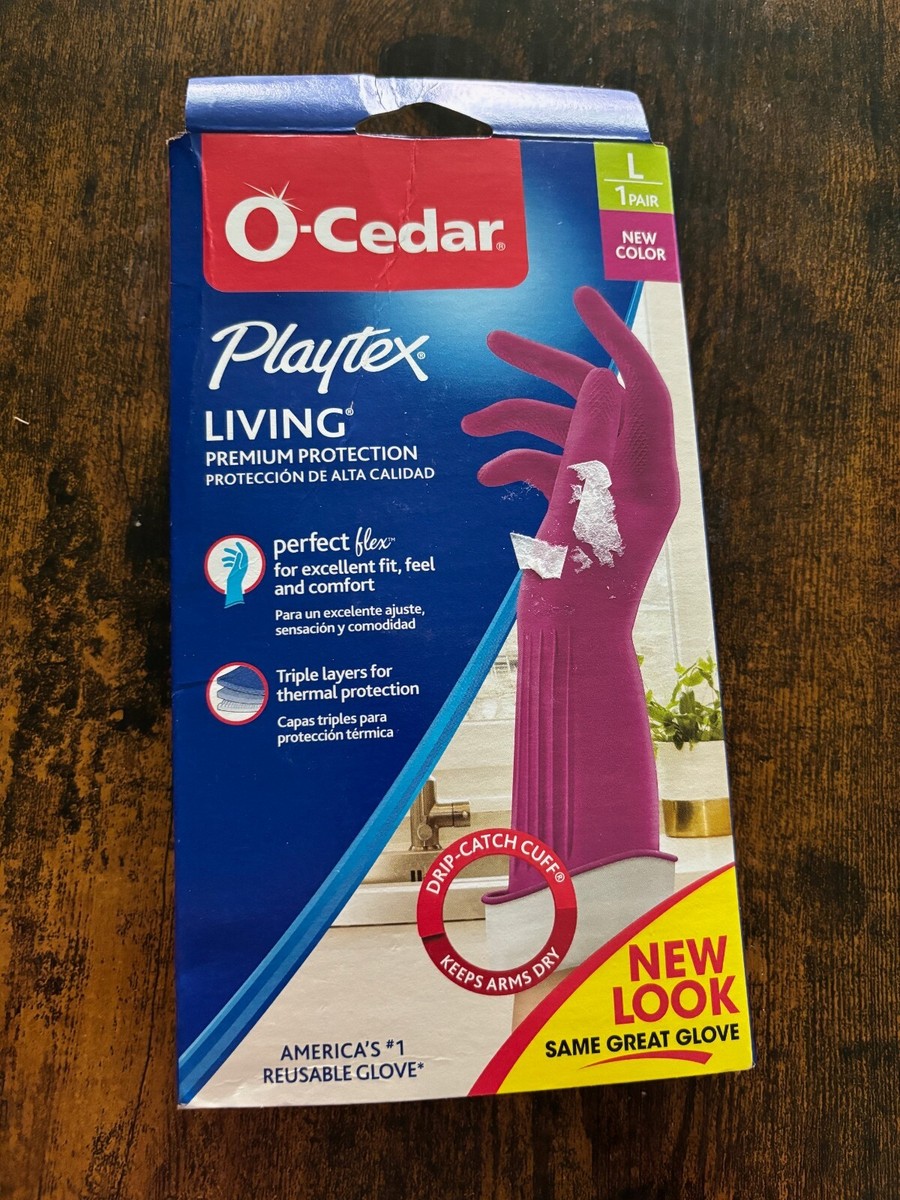 O-Cedar®
L
1 PAIR
NEW
COLOR
Playtex®
LIVING®
PREMIUM PROTECTION
PROTECCIÓN DE ALTA CALIDAD
perfect flex™
for excellent fit, feel
and comfort
Para un excelente ajuste,
sensación y comodidad
Triple layers for
thermal protection
Capas triples para
protección térmica
DRIP-CATCH CUFF®
KEEPS ARMS DRY
NEW
LOOK
SAME GREAT GLOVE
AMERICA'S #1
REUSABLE GLOVE*